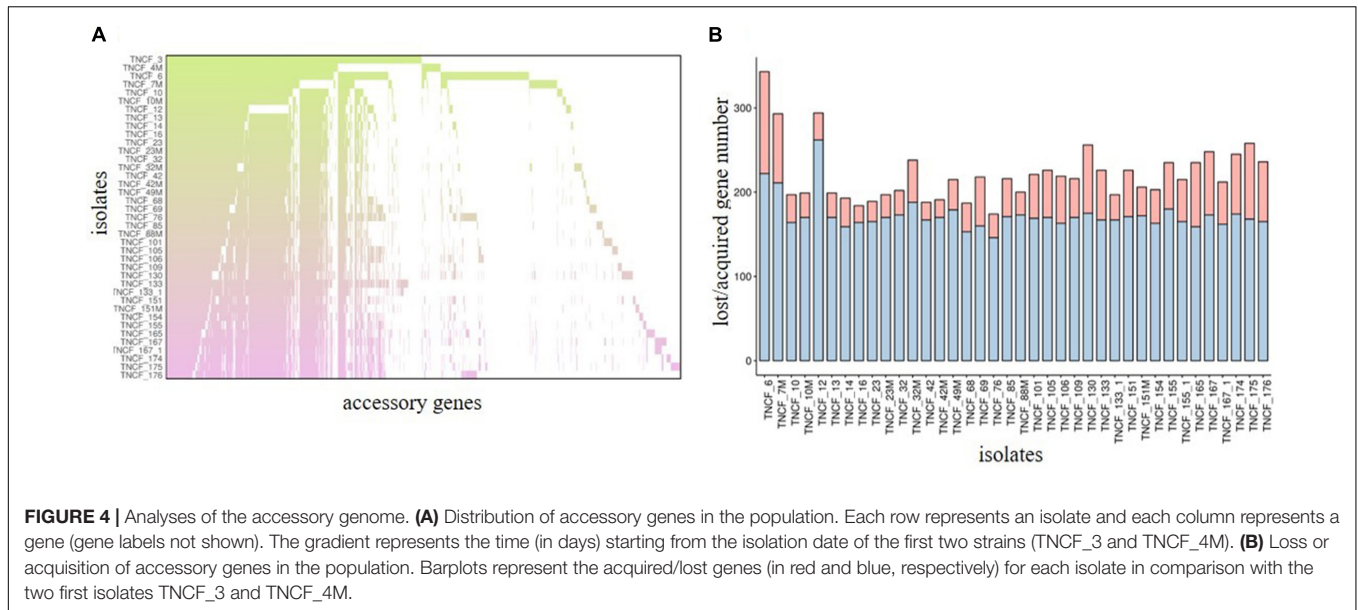 A
TNCF_3
TNCF_4M
TNCF_6
TNCF_7M
TNCF_10
TNCF_10M
TNCF_12
TNCF_13
TNCF_14
TNCF_16
TNCF_23
TNCF_23M
TNCF_32
TNCF_32M
TNCF_42
TNCF_42M
TNCF_49M
TNCF_68
TNCF_69
TNCF_76
TNCF_85
TNCF_88M
TNCF_101
TNCF_105
TNCF_106
TNCF_109
TNCF_130
TNCF_133
TNCF_133_1
TNCF_151
TNCF_151M
TNCF_154
TNCF_155
TNCF_165
TNCF_167
TNCF_167_1
TNCF_174
TNCF_175
TNCF_176
isolates
accessory genes
B
lost/acquired gene number
300
200
100
0
TNCF_6
TNCF_7M
TNCF_10
TNCF_10M
TNCF_12
TNCF_13
TNCF_14
TNCF_16
TNCF_23
TNCF_23M
TNCF_32
TNCF_32M
TNCF_42
TNCF_42M
TNCF_49M
TNCF_68
TNCF_69
TNCF_76
TNCF_85
TNCF_88M
TNCF_101
TNCF_105
TNCF_106
TNCF_109
TNCF_130
TNCF_133
TNCF_133_1
TNCF_151
TNCF_151M
TNCF_154
TNCF_155
TNCF_155_1
TNCF_165
TNCF_167
TNCF_167_1
TNCF_174
TNCF_175
TNCF_176
isolates
FIGURE 4 | Analyses of the accessory genome. (A) Distribution of accessory genes in the population. Each row represents an isolate and each column represents a
gene (gene labels not shown). The gradient represents the time (in days) starting from the isolation date of the first two strains (TNCF_3 and TNCF_4M). (B) Loss or
acquisition of accessory genes in the population. Barplots represent the acquired/lost genes (in red and blue, respectively) for each isolate in comparison with the
two first isolates TNCF_3 and TNCF_4M.